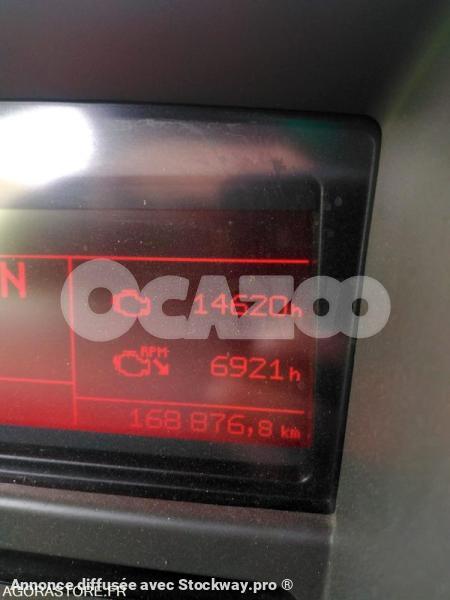 N
OCAZOO
14620h
RPM
6921h
168 876,8 km
Annonce diffusée avec Stockway.pro ®
AGORASTORE.FR